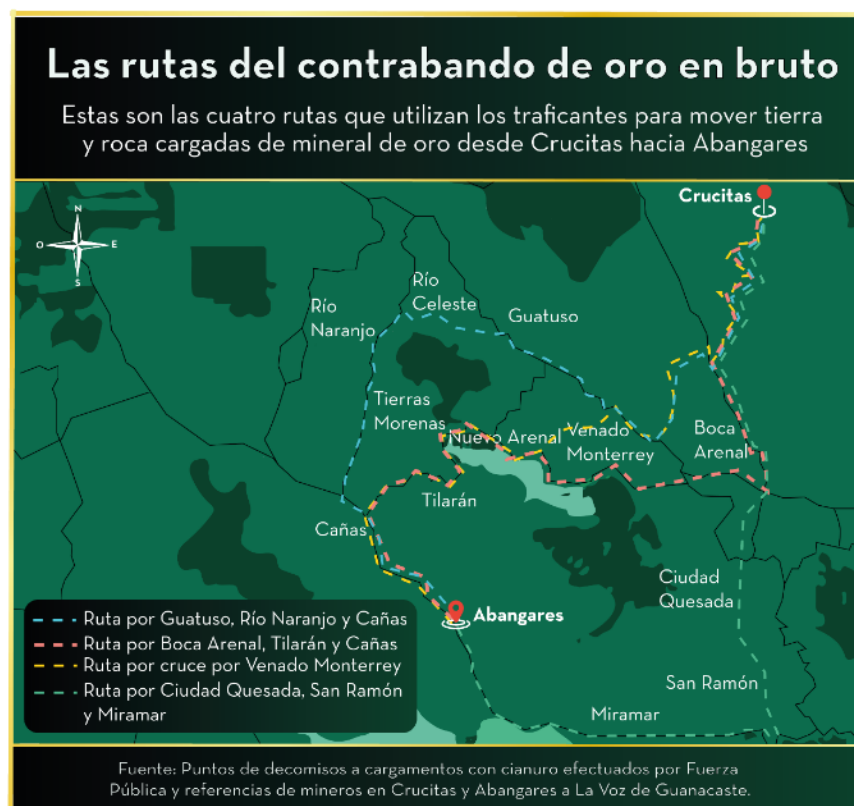 Las rutas del contrabando de oro en bruto
Estas son las cuatro rutas que utilizan los traficantes para mover tierra
y roca cargadas de mineral de oro desde Crucitas hacia Abangares
Crucitas
N
O
E
S
Río
Celeste
Río
Naranjo
Guatuso
Tierras
Morenas
Nuevo Arenal
Venado
Monterrey
Boca
Arenal
Tilarán
Cañas
Ciudad
Quesada
Abangares
San Ramón
Miramar
Ruta por Guatuso, Río Naranjo y Cañas
Ruta por Boca Arenal, Tilarán y Cañas
Ruta por cruce por Venado Monterrey
Ruta por Ciudad Quesada, San Ramón
y Miramar
Fuente: Puntos de decomisos a cargamentos con cianuro efectuados por Fuerza
Pública y referencias de mineros en Crucitas y Abangares a La Voz de Guanacaste.